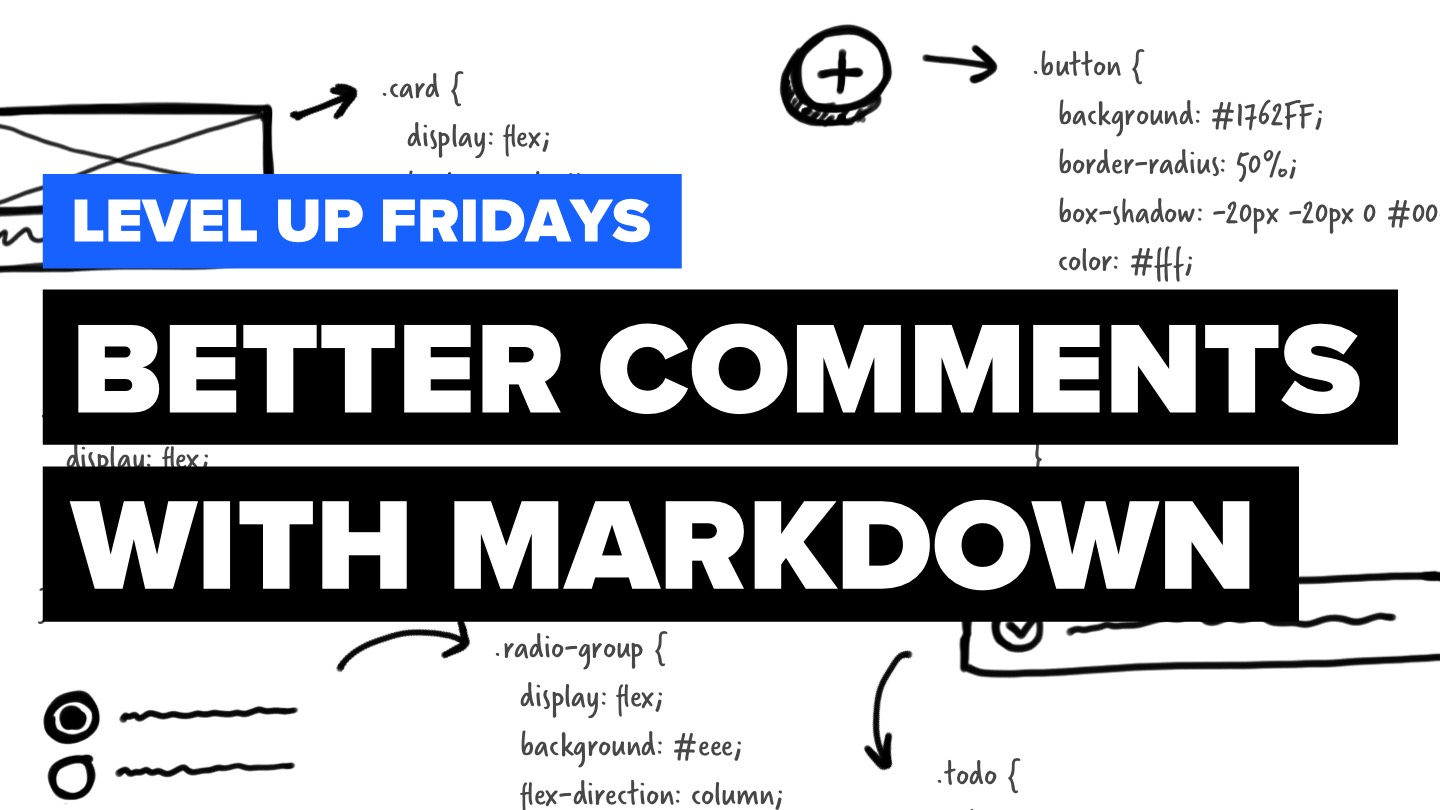 .card {
display: flex;
.button {
background: #1762FF;
border-radius: 50%;
box-shadow: -20px -20px 0 #00
color: #fff;
LEVEL UP FRIDAYS
BETTER COMMENTS
display: flex;
}
WITH MARKDOWN
.radio-group {
display: flex;
background: #eee;
flex-direction: column;
.todo {